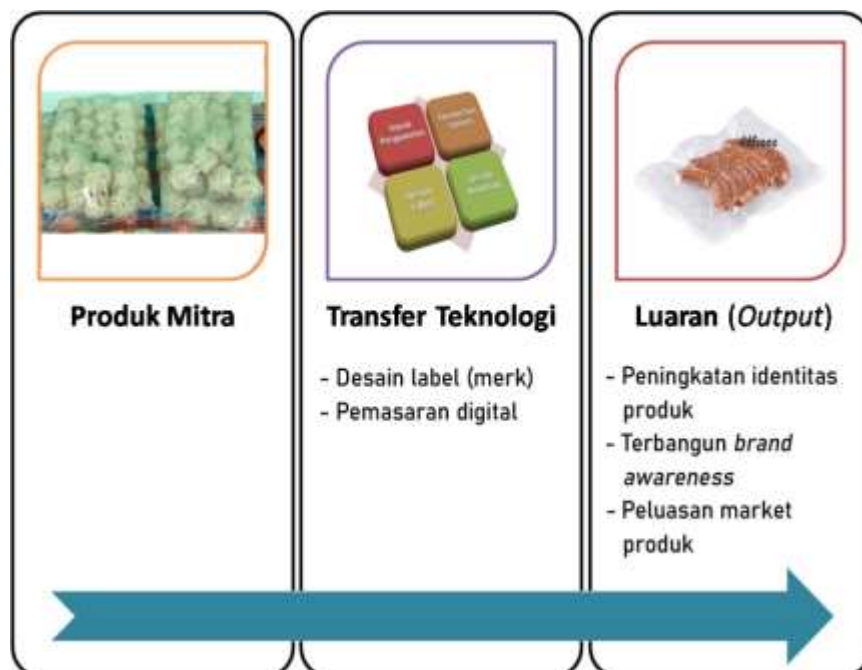 Produk Mitra
Transfer Teknologi
- Desain label (merk)
- Pemasaran digital
Luaran (Output)
- Peningkatan identitas
produk
- Terbangun brand
awareness
- Peluasan market
produk